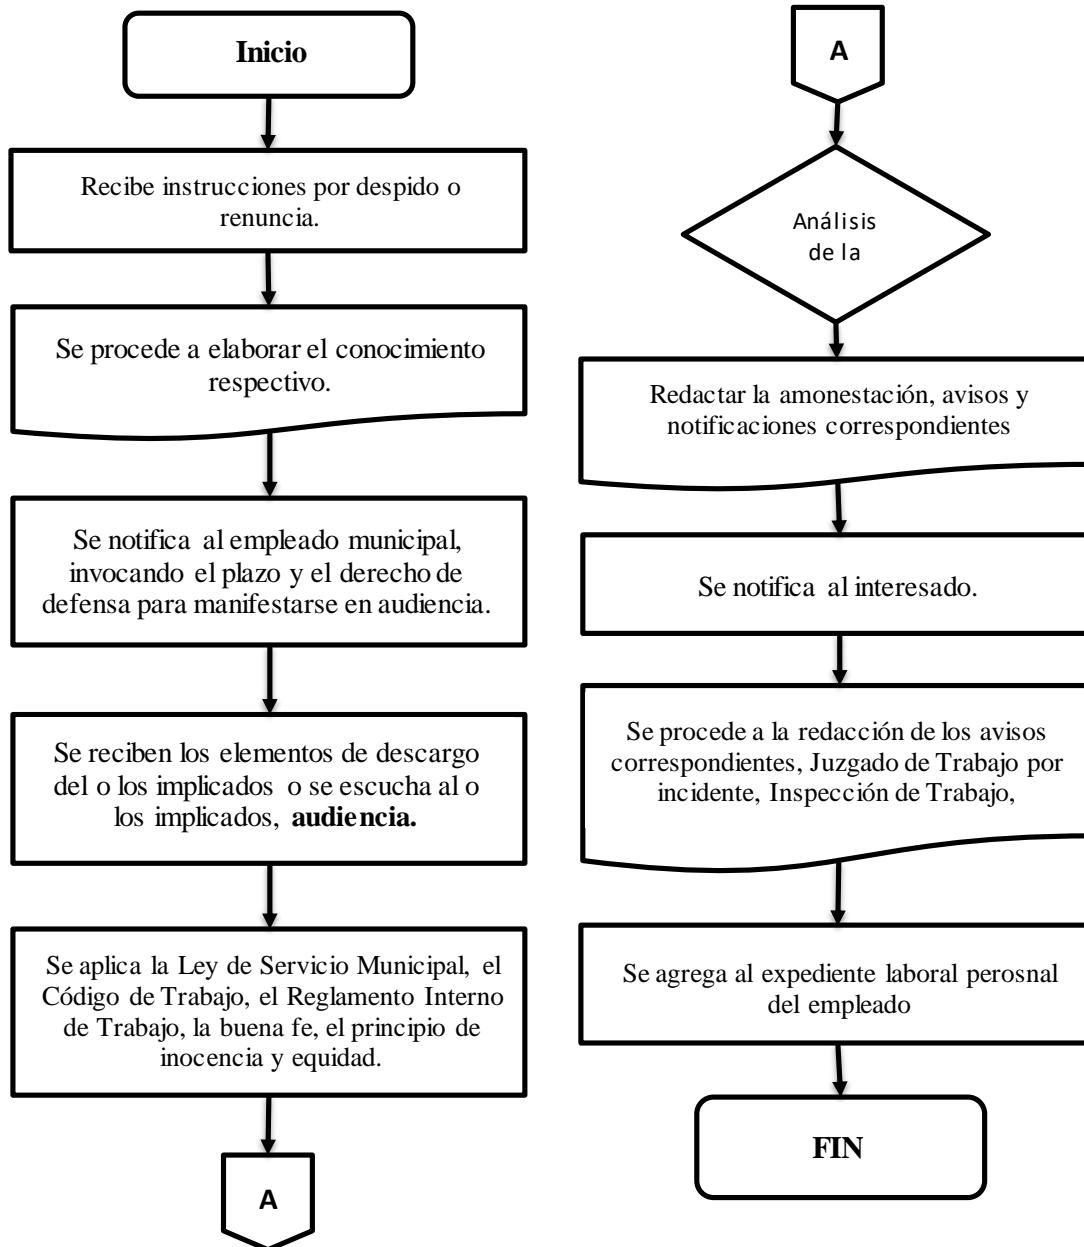 Inicio
Recibe instrucciones por despido o
renuncia.
Se procede a elaborar el conocimiento
respectivo.
Se notifica al empleado municipal,
invocando el plazo y el derecho de
defensa para manifestarse en audiencia.
Se reciben los elementos de descargo
del o los implicados o se escucha al o
los implicados, audiencia.
Se aplica la Ley de Servicio Municipal, el
Código de Trabajo, el Reglamento Interno
de Trabajo, la buena fe, el principio de
inocencia y equidad.
A
A
Análisis
de la
Redactar la amonestación, avisos y
notificaciones correspondientes
Se notifica al interesado.
Se procede a la redacción de los avisos
correspondientes, Juzgado de Trabajo por
incidente, Inspección de Trabajo,
Se agrega al expediente laboral perosnal
del empleado
FIN